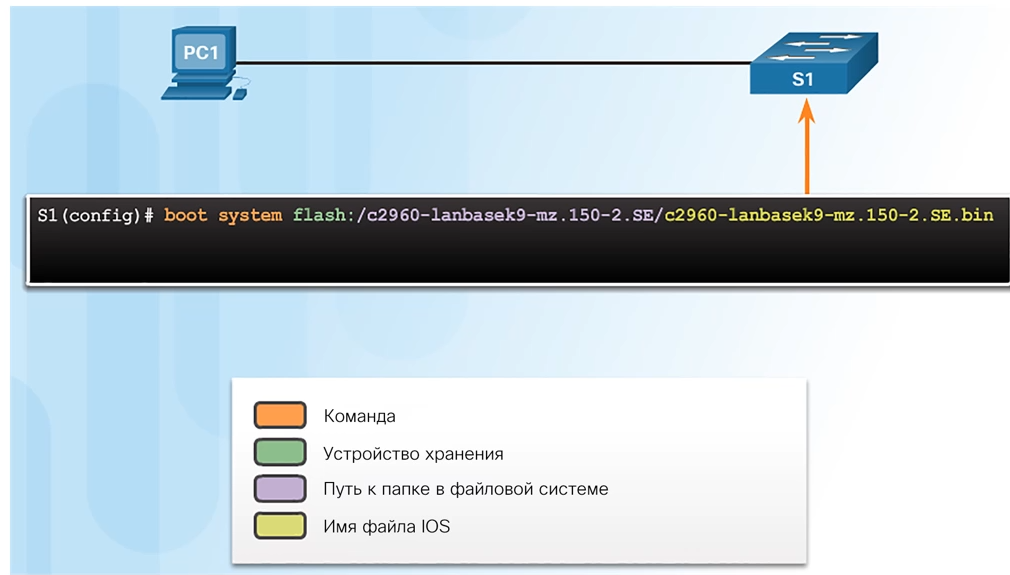 PC1
S1
S1(config)# boot system flash:/c2960-lanbasek9-mz.150-2.SE/c2960-lanbasek9-mz.150-2.SE.bin
Команда
Устройство хранения
Путь к папке в файловой системе
Имя файла IOS